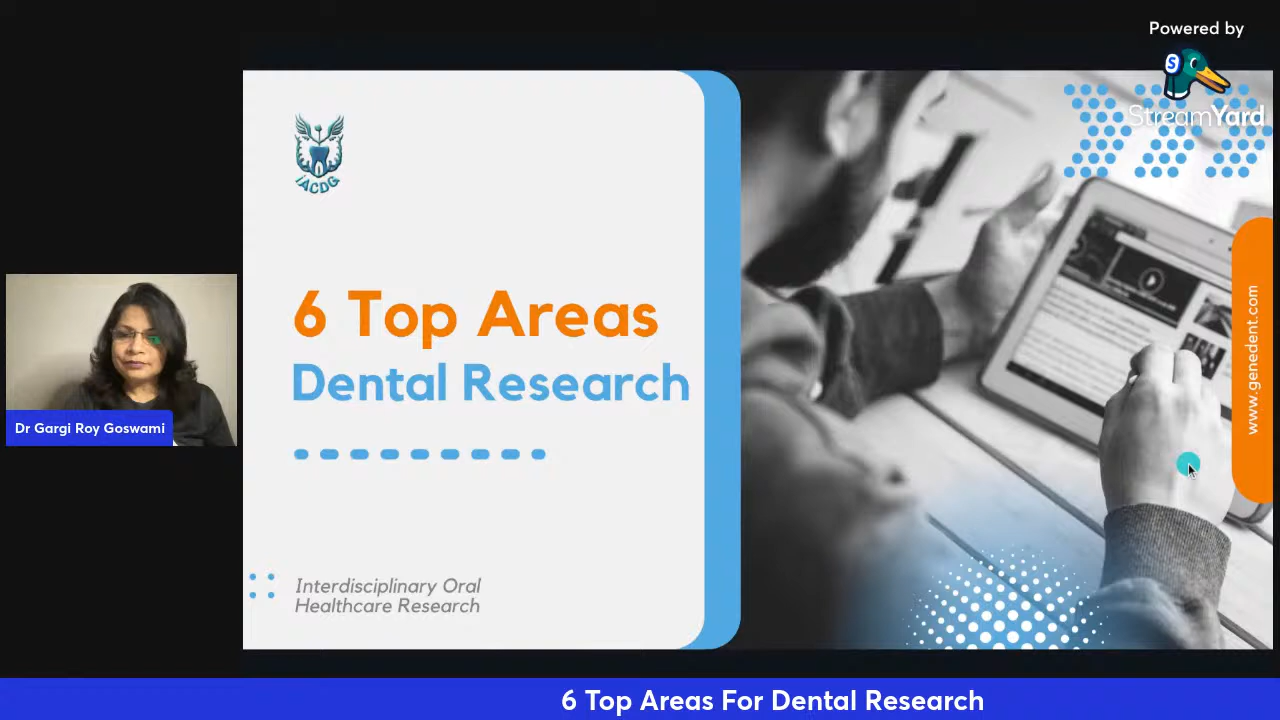 Powered by
StreamYard
iACDG
6 Top Areas
Dental Research
Interdisciplinary Oral
Healthcare Research
www.genedent.com
Dr Gargi Roy Goswami
6 Top Areas For Dental Research